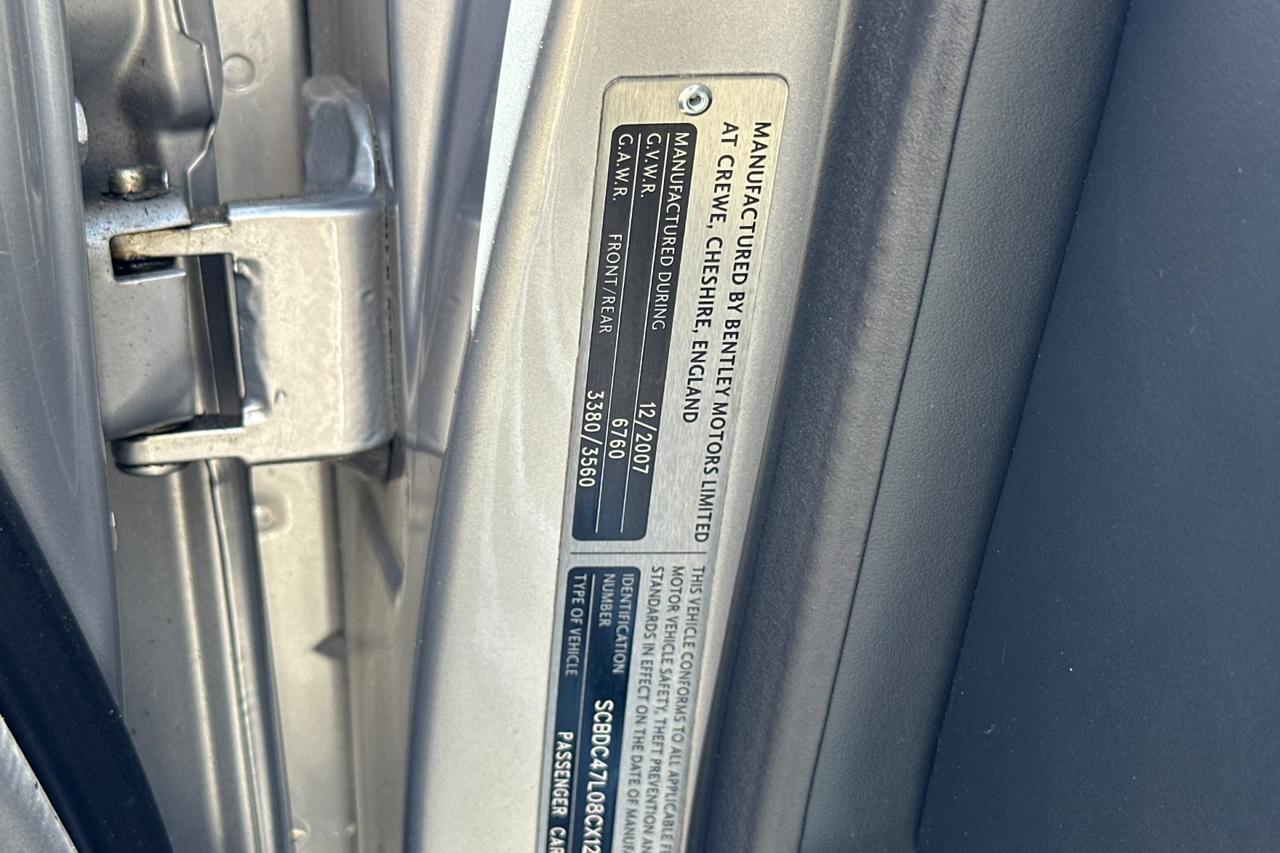 MANUFACTURED BY BENTLEY MOTORS LIMITED
AT CREWE, CHESHIRE, ENGLAND
MANUFACTURED DURING 12/2007
G.V.W.R. 6760
G.A.W.R. FRONT/REAR 3380/3560
THIS VEHICLE CONFORMS TO ALL APPLICABLE
MOTOR VEHICLE SAFETY, THEFT PREVENTION
STANDARDS IN EFFECT ON THE DATE OF
IDENTIFICATION
NUMBER SCBDC47L08CX12
TYPE OF VEHICLE PASSENGER CAR